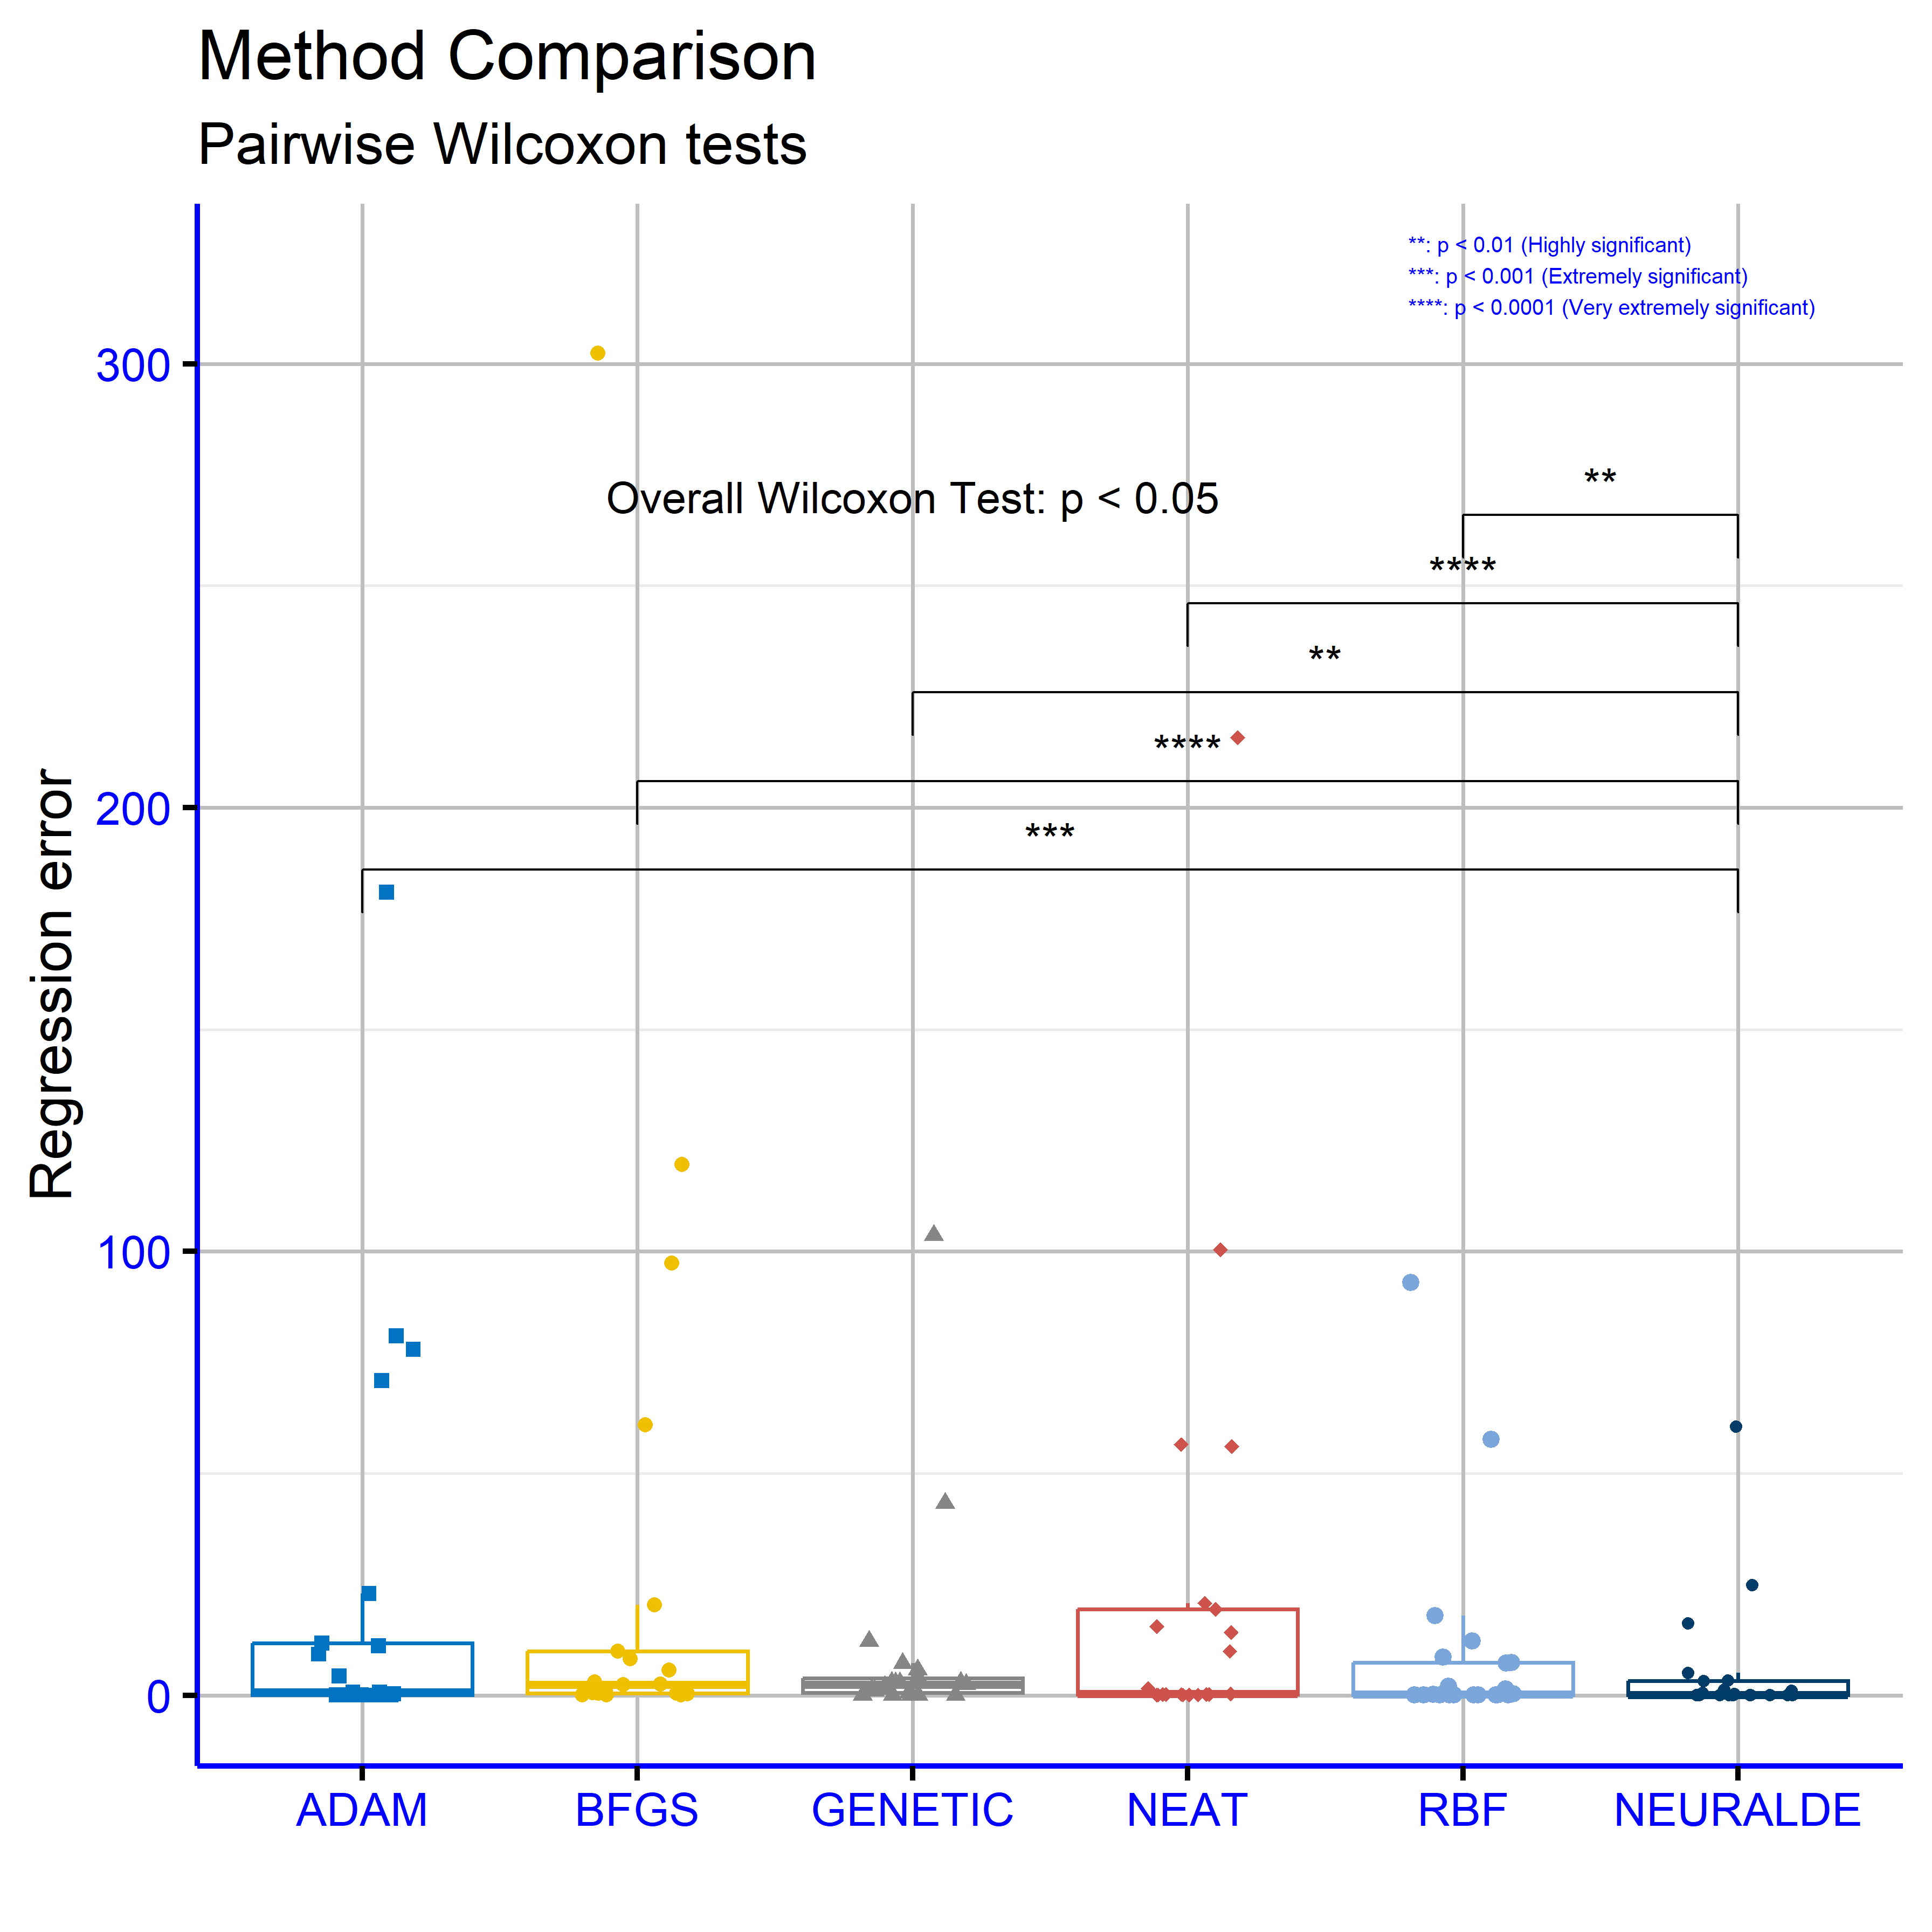 Method Comparison
Pairwise Wilcoxon tests
**: p < 0.01 (Highly significant)
***: p < 0.001 (Extremely significant)
****: p < 0.0001 (Very extremely significant)
300
Overall Wilcoxon Test: p < 0.05
**
****
**
****
200
***
Regression error
100
0
ADAM BFGS GENETIC NEAT RBF NEURALDE